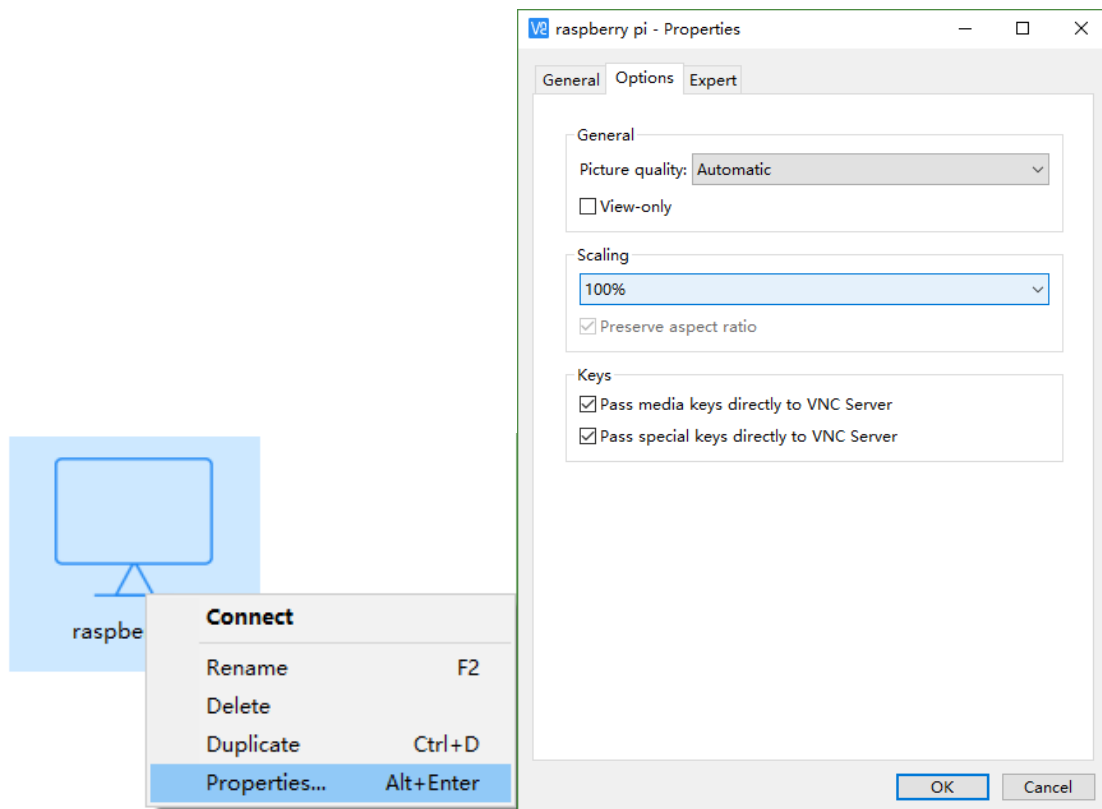 raspbe
Connect
Rename F2
Delete
Duplicate Ctrl+D
Properties... Alt+Enter
raspberry pi - Properties
General Options Expert
General
Picture quality: Automatic
View-only
Scaling
100%
Preserve aspect ratio
Keys
Pass media keys directly to VNC Server
Pass special keys directly to VNC Server
OK Cancel